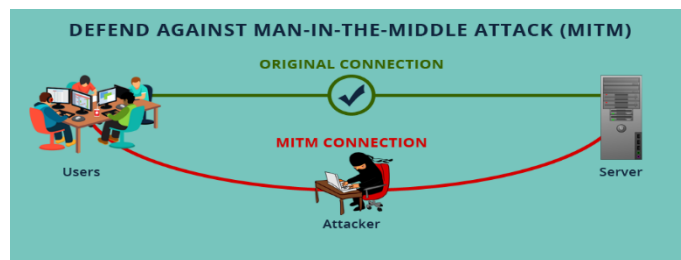 DEFEND AGAINST MAN-IN-THE-MIDDLE ATTACK (MITM)
ORIGINAL CONNECTION
MITM CONNECTION
Users
Server
Attacker